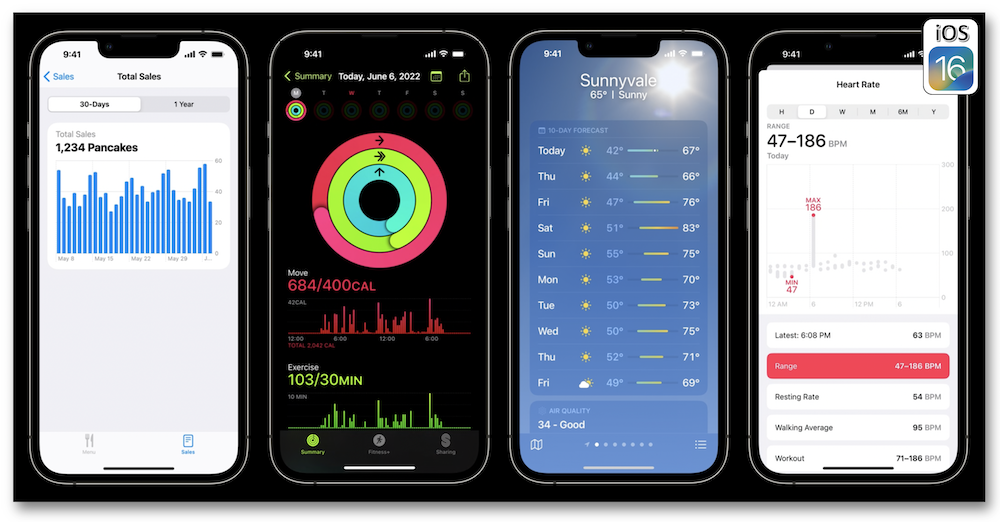 iOS
16
9:41
Sales
Total Sales
30-Days
1 Year
Total Sales
1,234 Pancakes
60
40
20
0
May 8
May 15
May 22
May 29
J...
Menu
Sales
9:41
Summary
Today, June 6, 2022
M T W T F S S
Move
684/400CAL
42CAL
12:00 6:00 12:00 6:00
TOTAL 2,042 CAL
Exercise
103/30MIN
10 MIN
Summary
Fitness+
Sharing
9:41
Sunnyvale
65° | Sunny
10-DAY FORECAST
Today 42° 67°
Thu 44° 66°
Fri 47° 76°
Sat 51° 83°
Sun 55° 75°
Mon 53° 70°
Tue 50° 73°
Wed 50° 75°
Thu 52° 71°
Fri 49° 69°
AIR QUALITY
34 - Good
9:41
Heart Rate
H D W M 6M Y
RANGE
47–186 BPM
Today
300
200
100
0
MAX
186
MIN
47
12 AM 6 12 PM 6
Latest: 6:08 PM 63 BPM
Range 47–186 BPM
Resting Rate 54 BPM
Walking Average 95 BPM
Workout 71–186 BPM